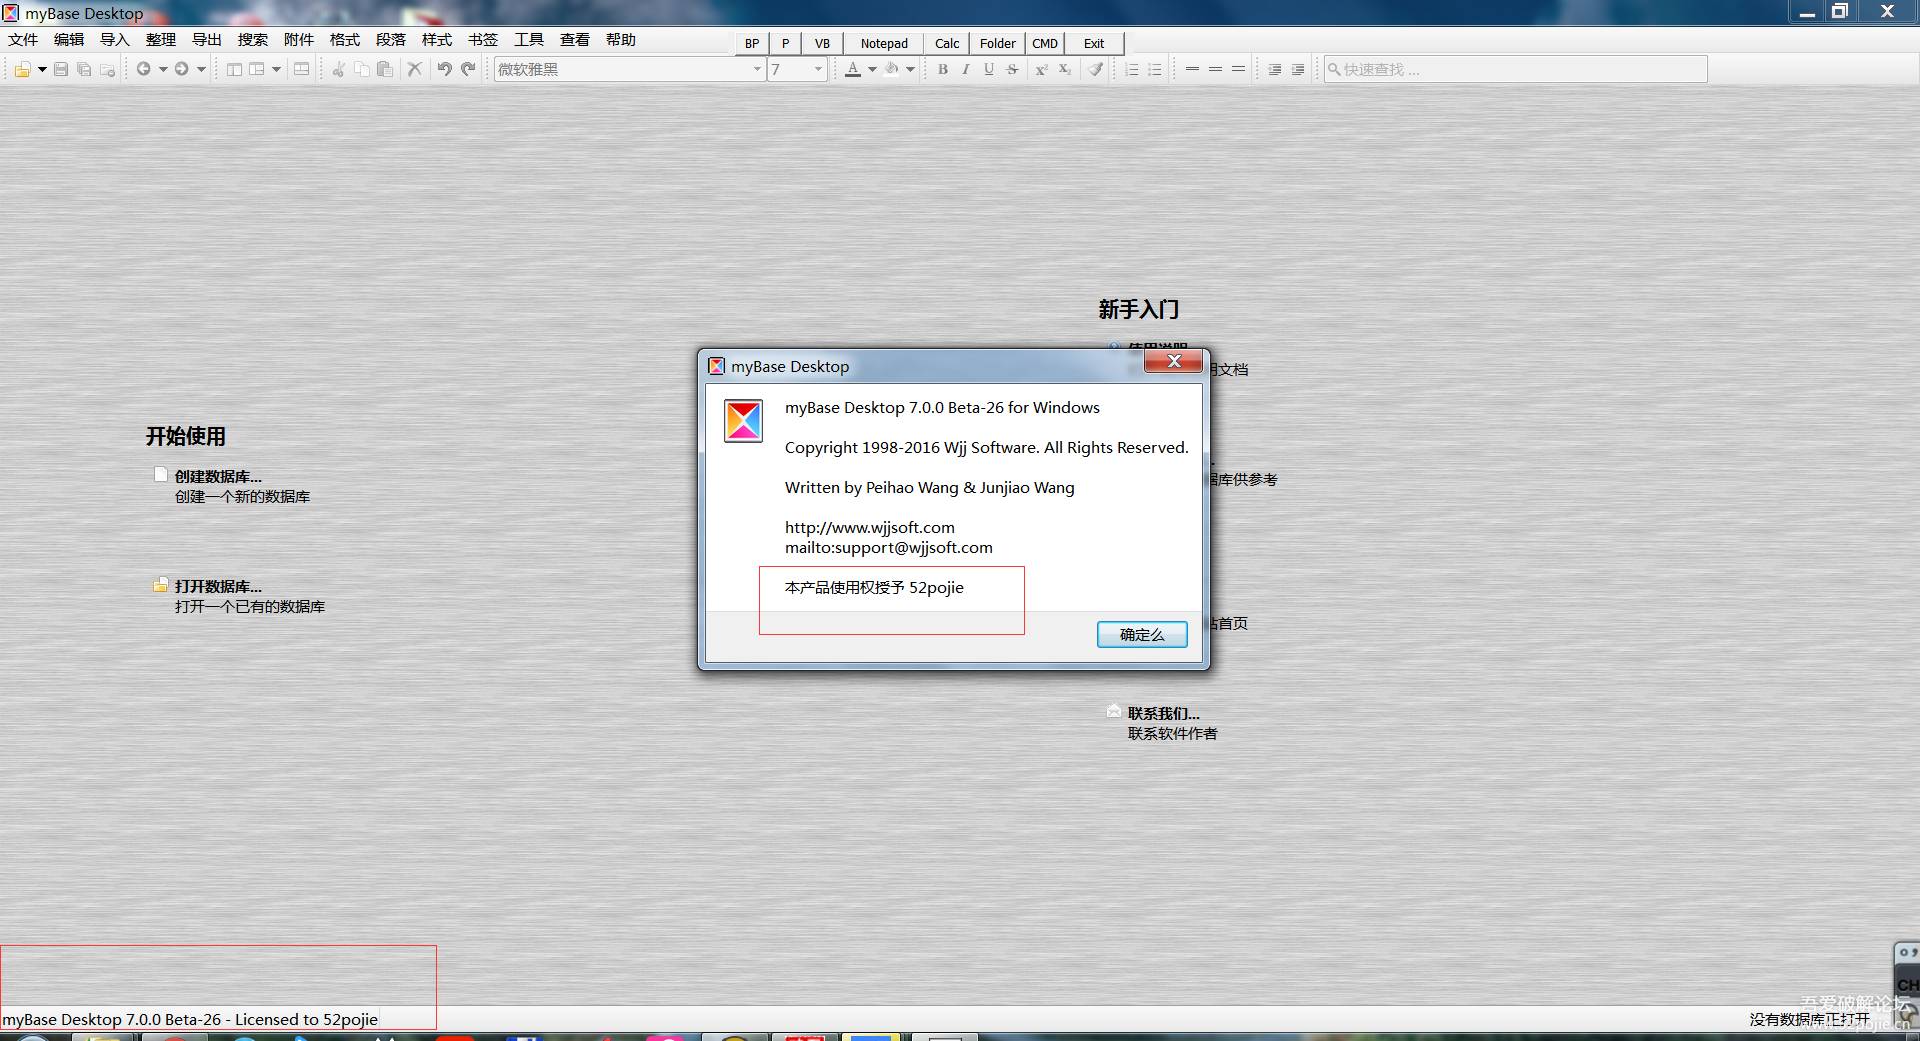 myBase Desktop
文件 编辑 导入 整理 导出 搜索 附件 格式 段落 样式 书签 工具 查看 帮助
BP P VB Notepad Calc Folder CMD Exit
微软雅黑 7 快速查找 ...
新手入门
使用说明
明文档
据库供参考
站首页
联系我们...
联系软件作者
开始使用
创建数据库...
创建一个新的数据库
打开数据库...
打开一个已有的数据库
myBase Desktop
myBase Desktop 7.0.0 Beta-26 for Windows
Copyright 1998-2016 Wjj Software. All Rights Reserved.
Written by Peihao Wang & Junjiao Wang
http://www.wjjsoft.com
mailto:support@wjjsoft.com
本产品使用权授予 52pojie
确定么
CH
吾爱破解论坛
myBase Desktop 7.0.0 Beta-26 - Licensed to 52pojie
没有数据库正打开